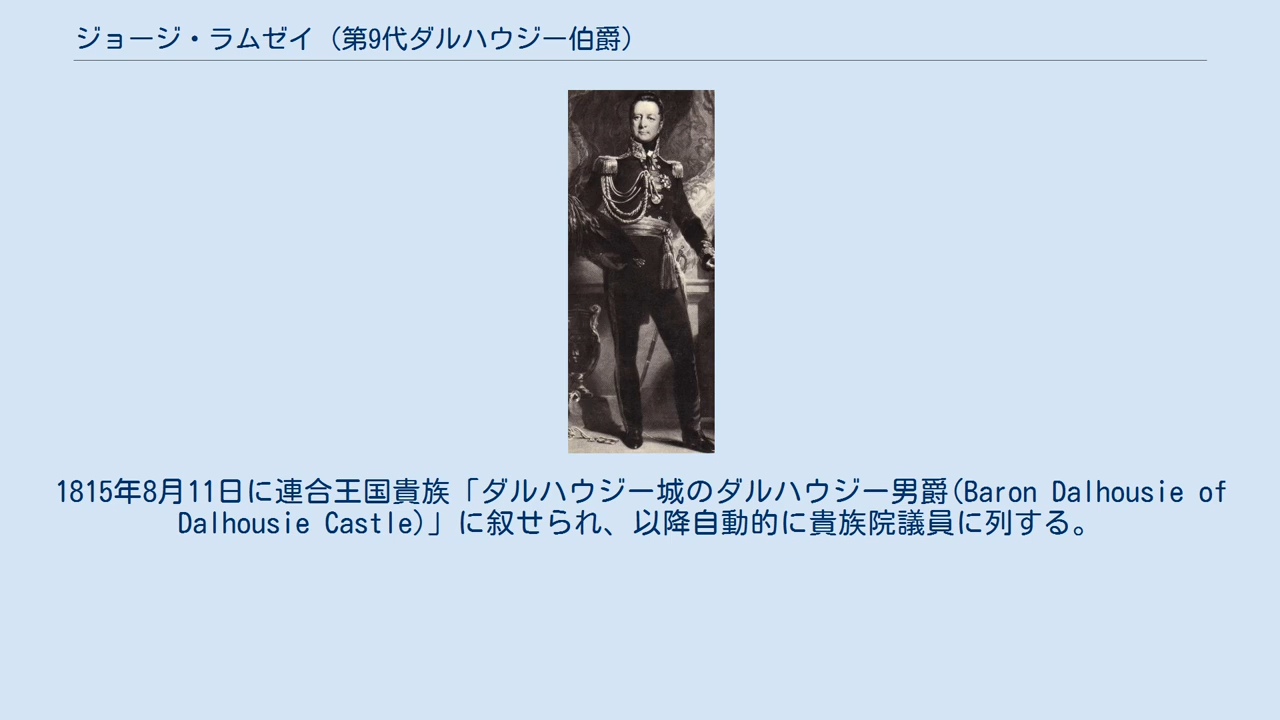 ジョージ・ラムゼイ（第9代ダルハウジー伯爵）
1815年8月11日に連合王国貴族「ダルハウジー城のダルハウジー男爵(Baron Dalhousie of
Dalhousie Castle)」に叙せられ、以降自動的に貴族院議員に列する。